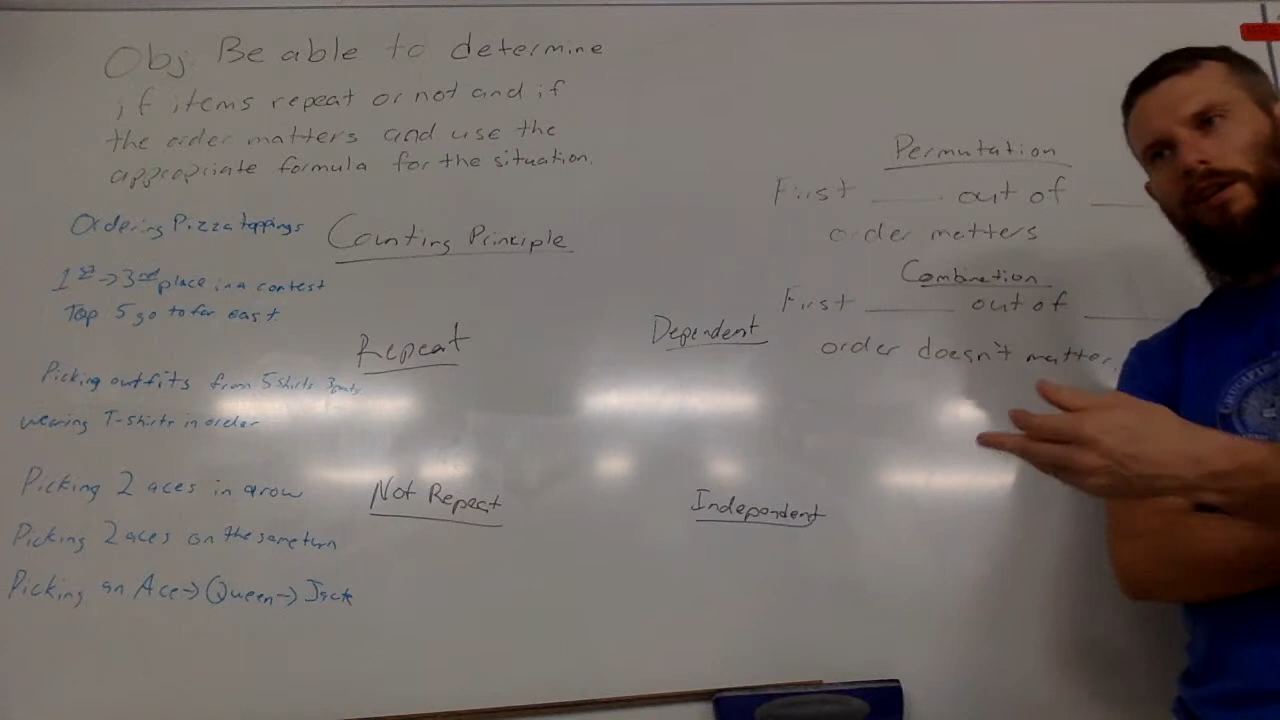 Obj Be able to determine
if items repeat or not and if
the order matters and use the
appropriate formula for the situation.
Ordering Pizza toppings
Counting Principle
1st → 3rd place in a contest
Top 5 go to far east.
Repeat
Picking outfits from 5 shirts 3 pants
wearing T-shirts in order
Picking 2 aces in a row
Not Repeat
Picking 2 aces on the same turn
Picking an Ace → Queen → Jack
Permutation
First ____ out of ____
order matters
Combination
First ____ out of ____
Dependent
order doesn't matter.
Independent